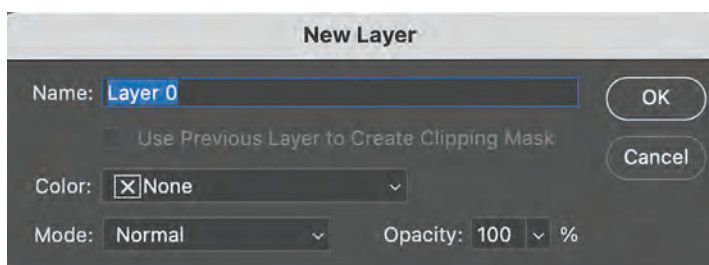 New Layer
Name: Layer 0 OK
Use Previous Layer to Create Clipping Mask
Cancel
Color: None
Mode: Normal Opacity: 100 %